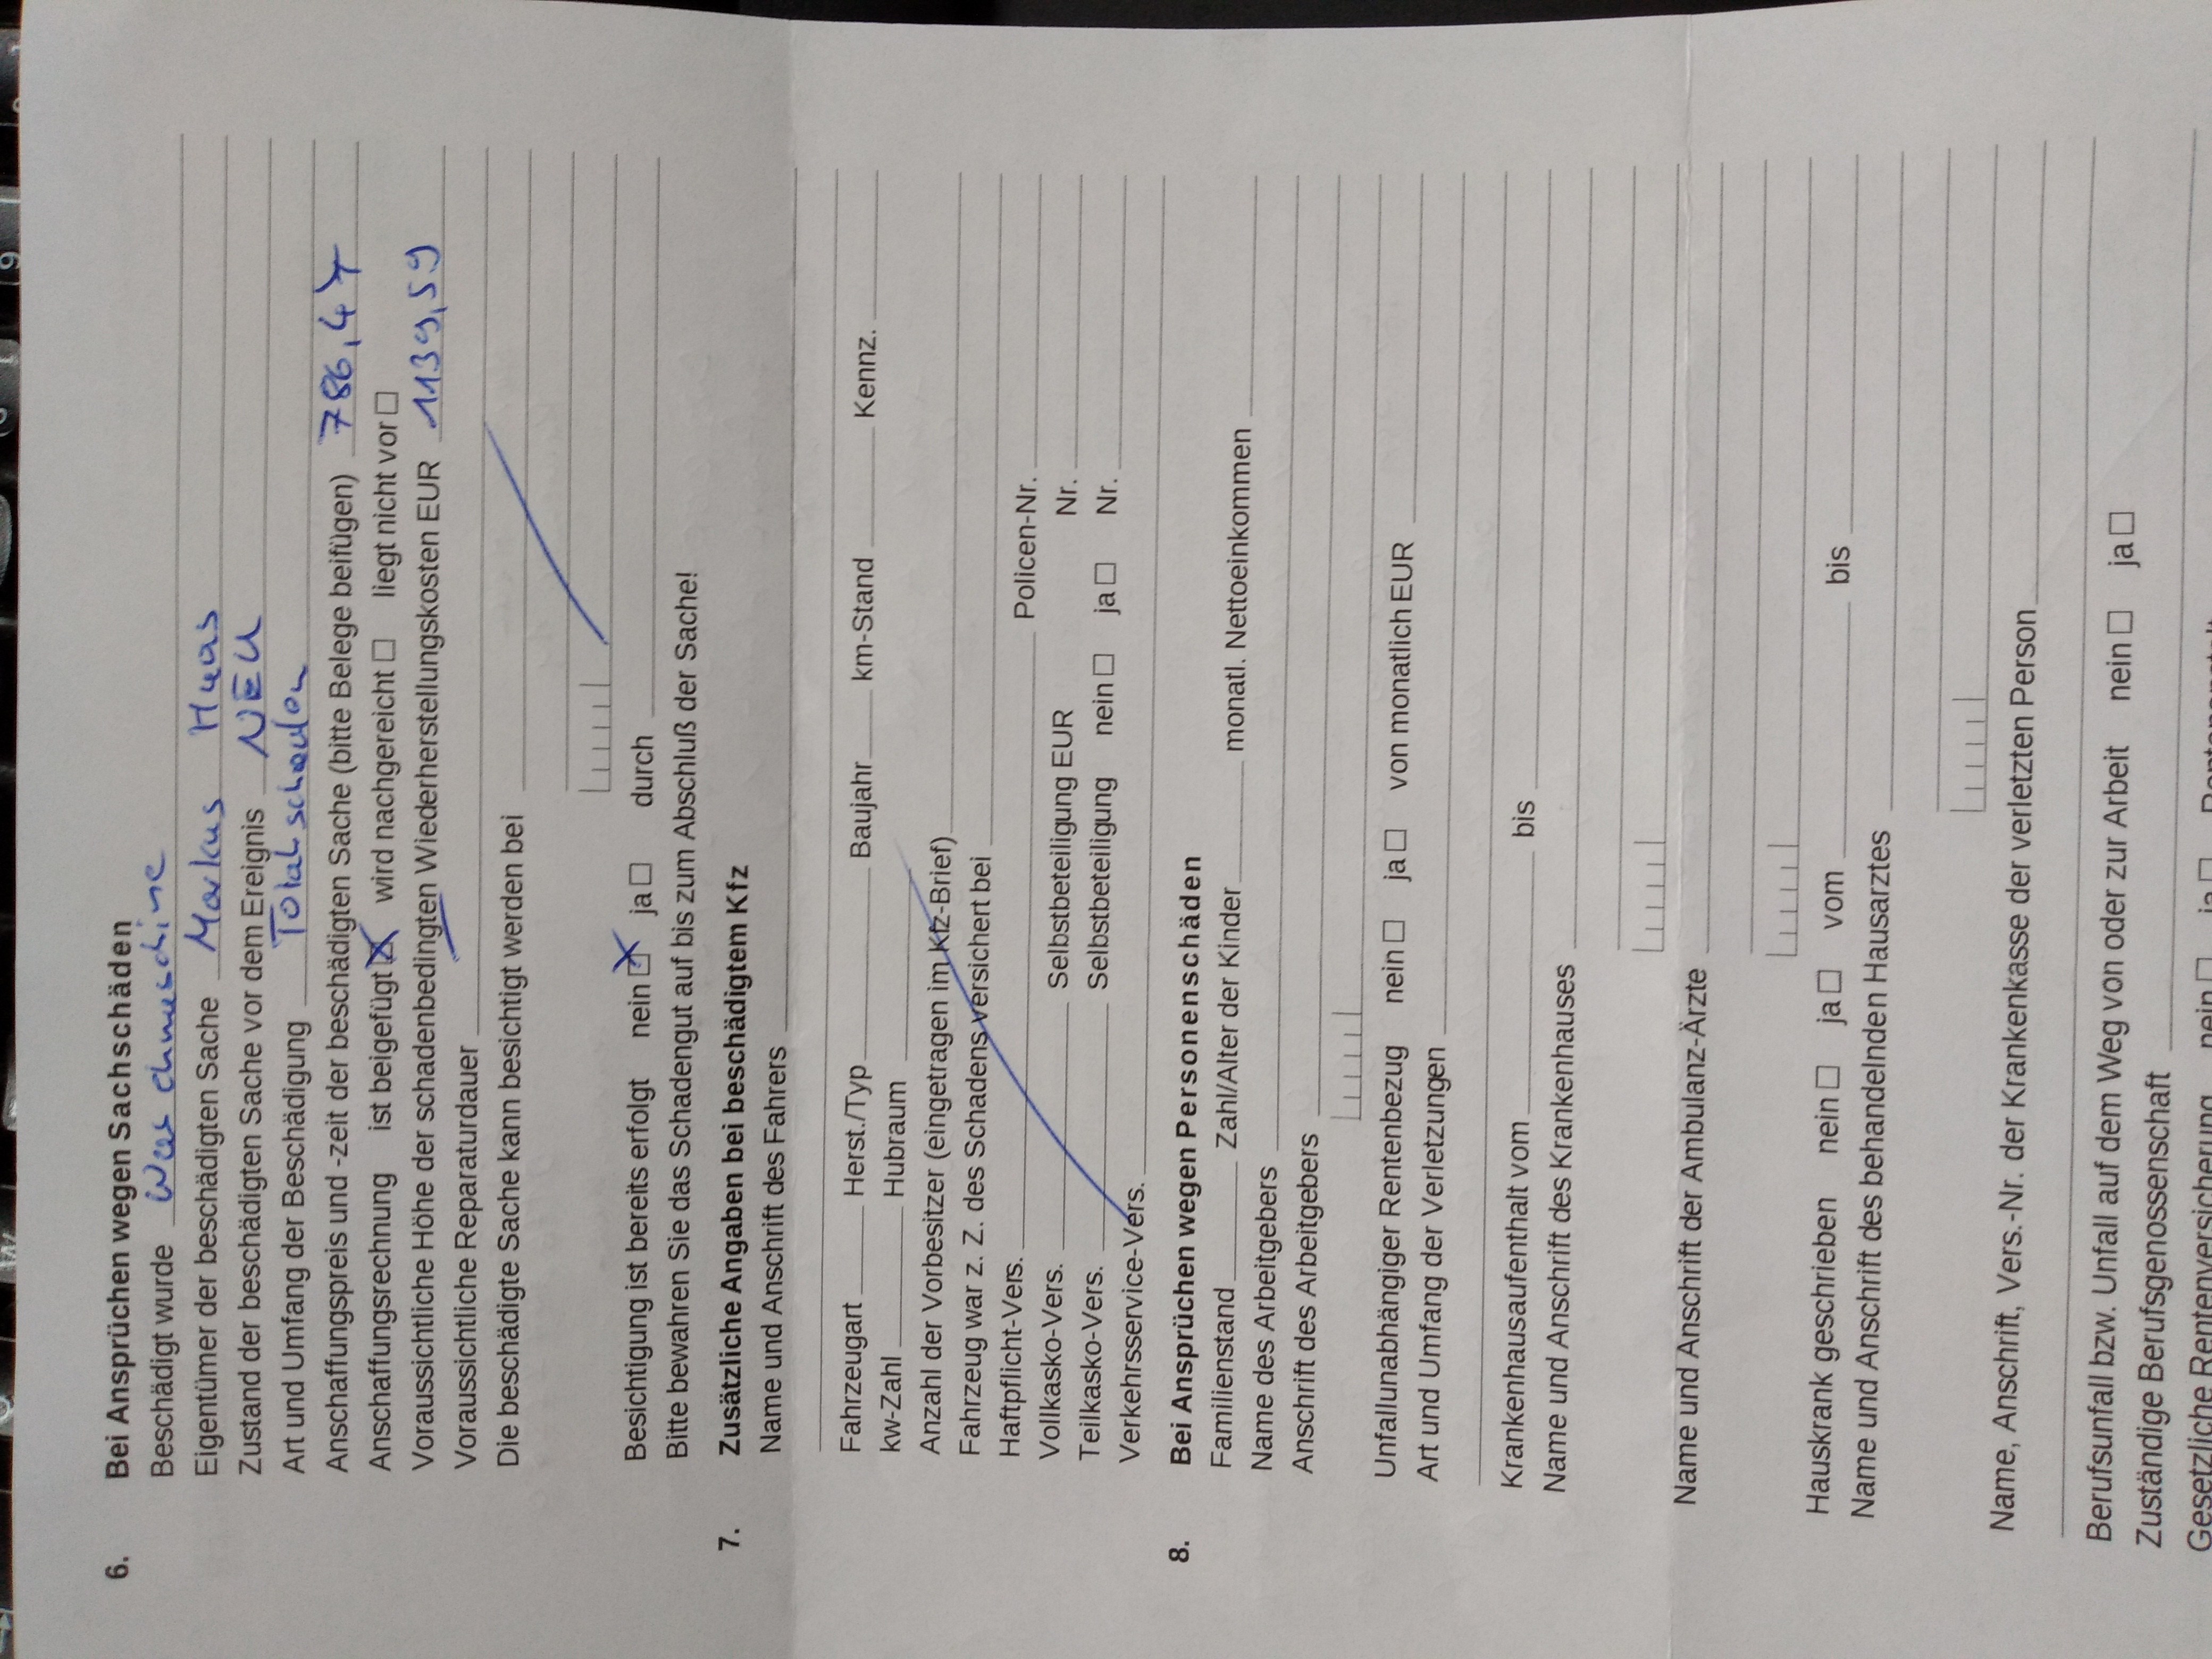 6. Bei Ansprüchen wegen Sachschäden
Beschädigt wurde Waschmaschine
Eigentümer der beschädigten Sache Markus Haas
Zustand der beschädigten Sache vor dem Ereignis NEU
Art und Umfang der Beschädigung Totalschaden
Anschaffungspreis und -zeit der beschädigten Sache (bitte Belege beifügen) 786,47
Anschaffungsrechnung ist beigefügt ☒ wird nachgereicht ☐ liegt nicht vor ☐
Voraussichtliche Höhe der schadenbedingten Wiederherstellungskosten EUR 1139,59
Voraussichtliche Reparaturdauer
Die beschädigte Sache kann besichtigt werden bei
Besichtigung ist bereits erfolgt nein ☒ ja ☐ durch
Bitte bewahren Sie das Schadengut auf bis zum Abschluß der Sache!
7. Zusätzliche Angaben bei beschädigtem Kfz
Name und Anschrift des Fahrers
Fahrzeugart Herst./Typ Baujahr km-Stand Kennz.
kw-Zahl Hubraum
Anzahl der Vorbesitzer (eingetragen im Kfz-Brief)
Fahrzeug war z. Z. des Schadens versichert bei
Haftpflicht-Vers. Policen-Nr.
Vollkasko-Vers. Selbstbeteiligung EUR Nr.
Teilkasko-Vers. Selbstbeteiligung nein ☐ ja ☐ Nr.
Verkehrsservice-Vers.
8. Bei Ansprüchen wegen Personenschäden
Familienstand Zahl/Alter der Kinder monatl. Nettoeinkommen
Name des Arbeitgebers
Anschrift des Arbeitgebers
Unfallunabhängiger Rentenbezug nein ☐ ja ☐ von monatlich EUR
Art und Umfang der Verletzungen
Krankenhausaufenthalt vom bis
Name und Anschrift des Krankenhauses
Name und Anschrift der Ambulanz-Ärzte
Hauskrank geschrieben nein ☐ ja ☐ vom bis
Name und Anschrift des behandelnden Hausarztes
Name, Anschrift, Vers.-Nr. der Krankenkasse der verletzten Person
Berufsunfall bzw. Unfall auf dem Weg von oder zur Arbeit nein ☐ ja ☐
Zuständige Berufsgenossenschaft
Gesetzliche Rentenversicherung nein ☐ ja ☐